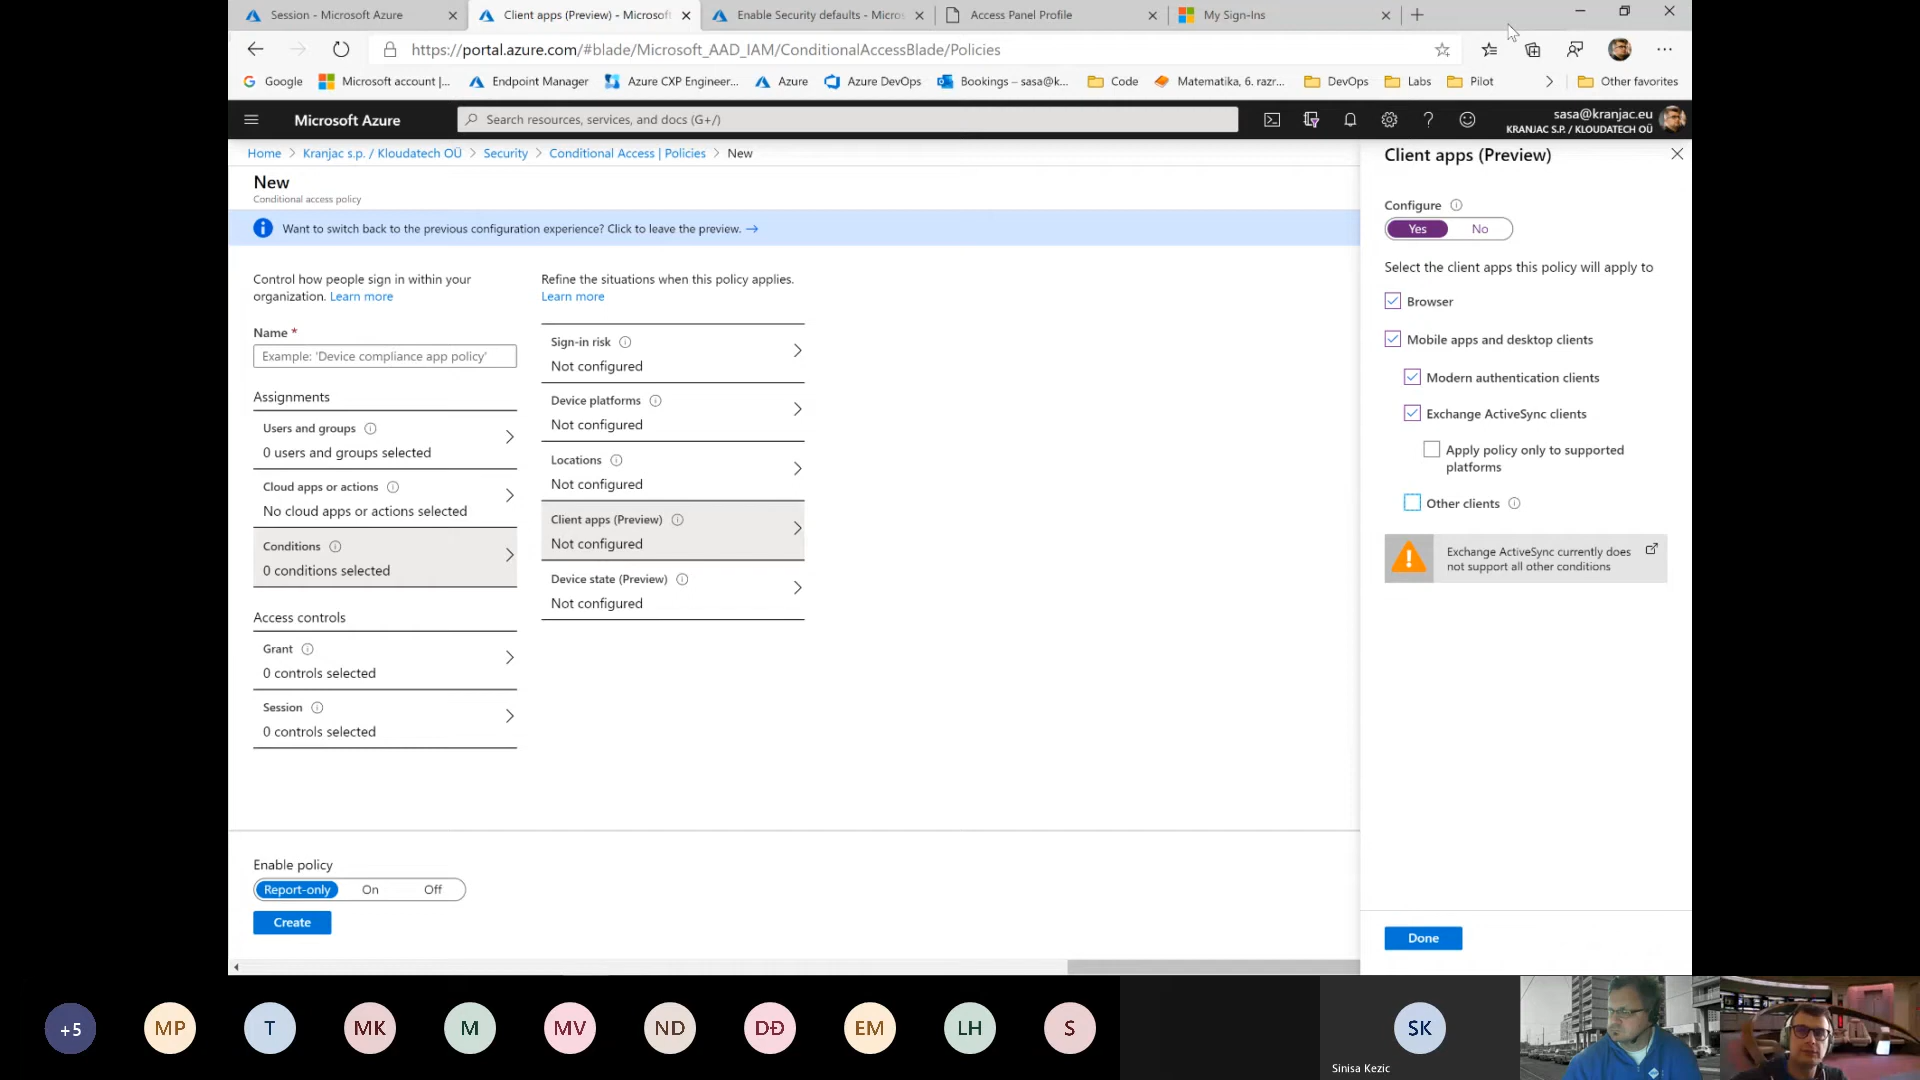 Session - Microsoft Azure
Client apps (Preview) - Microsoft
Enable Security defaults - Micros
Access Panel Profile
My Sign-Ins
https://portal.azure.com/#blade/Microsoft_AAD_IAM/ConditionalAccessBlade/Policies
Google
Microsoft account |...
Endpoint Manager
Azure CXP Engineer...
Azure
Azure DevOps
Bookings – sasa@k...
Code
Matematika, 6. razr...
DevOps
Labs
Pilot
Other favorites
Microsoft Azure
Search resources, services, and docs (G+/)
sasa@kranjac.eu
KRANJAC S.P. / KLOUDATECH OÜ
Home > Kranjac s.p. / Kloudatech OÜ > Security > Conditional Access | Policies > New
New
Conditional access policy
Want to switch back to the previous configuration experience? Click to leave the preview. →
Control how people sign in within your
organization. Learn more
Name *
Example: 'Device compliance app policy'
Assignments
Users and groups
0 users and groups selected
Cloud apps or actions
No cloud apps or actions selected
Conditions
0 conditions selected
Access controls
Grant
0 controls selected
Session
0 controls selected
Refine the situations when this policy applies.
Learn more
Sign-in risk
Not configured
Device platforms
Not configured
Locations
Not configured
Client apps (Preview)
Not configured
Device state (Preview)
Not configured
Enable policy
Report-only On Off
Create
Client apps (Preview)
Configure
Yes No
Select the client apps this policy will apply to
Browser
Mobile apps and desktop clients
Modern authentication clients
Exchange ActiveSync clients
Apply policy only to supported
platforms
Other clients
Exchange ActiveSync currently does
not support all other conditions
Done
+5
MP
T
MK
M
MV
ND
DĐ
EM
LH
S
SK
Sinisa Kezic